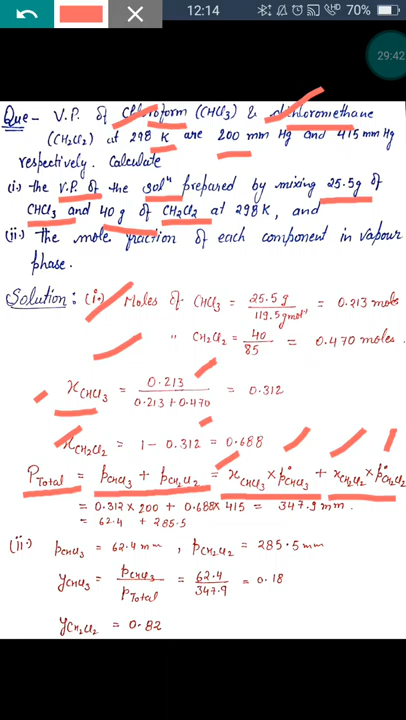 12:14
70%
29:42
Que- V.P. of Chloroform (CHCl3) & dichloromethane
(CH2Cl2) at 298 K are 200 mm Hg and 415 mm Hg
respectively. Calculate
(i.) the V.P. of the solⁿ prepared by mixing 25.5g of
CHCl3 and 40 g of CH2Cl2 at 298K, and
(ii.) the mole fraction of each component in vapour
phase.
Solution: (i.) Moles of CHCl3 = 25.5 g / 119.5 g mol⁻¹ = 0.213 mols
" CH2Cl2 = 40 / 85 = 0.470 moles.
xCHCl3 = 0.213 / 0.213 + 0.470 = 0.312
xCH2Cl2 = 1 - 0.312 = 0.688
PTotal = pCHCl3 + pCH2Cl2 = xCHCl3 × p°CHCl3 + xCH2Cl2 × p°CH2Cl2
= 0.312 × 200 + 0.688 × 415 = 347.9 mm.
= 62.4 + 285.5
(ii.) pCHCl3 = 62.4 mm, pCH2Cl2 = 285.5 mm
yCHCl3 = pCHCl3 / pTotal = 62.4 / 347.9 = 0.18
yCH2Cl2 = 0.82